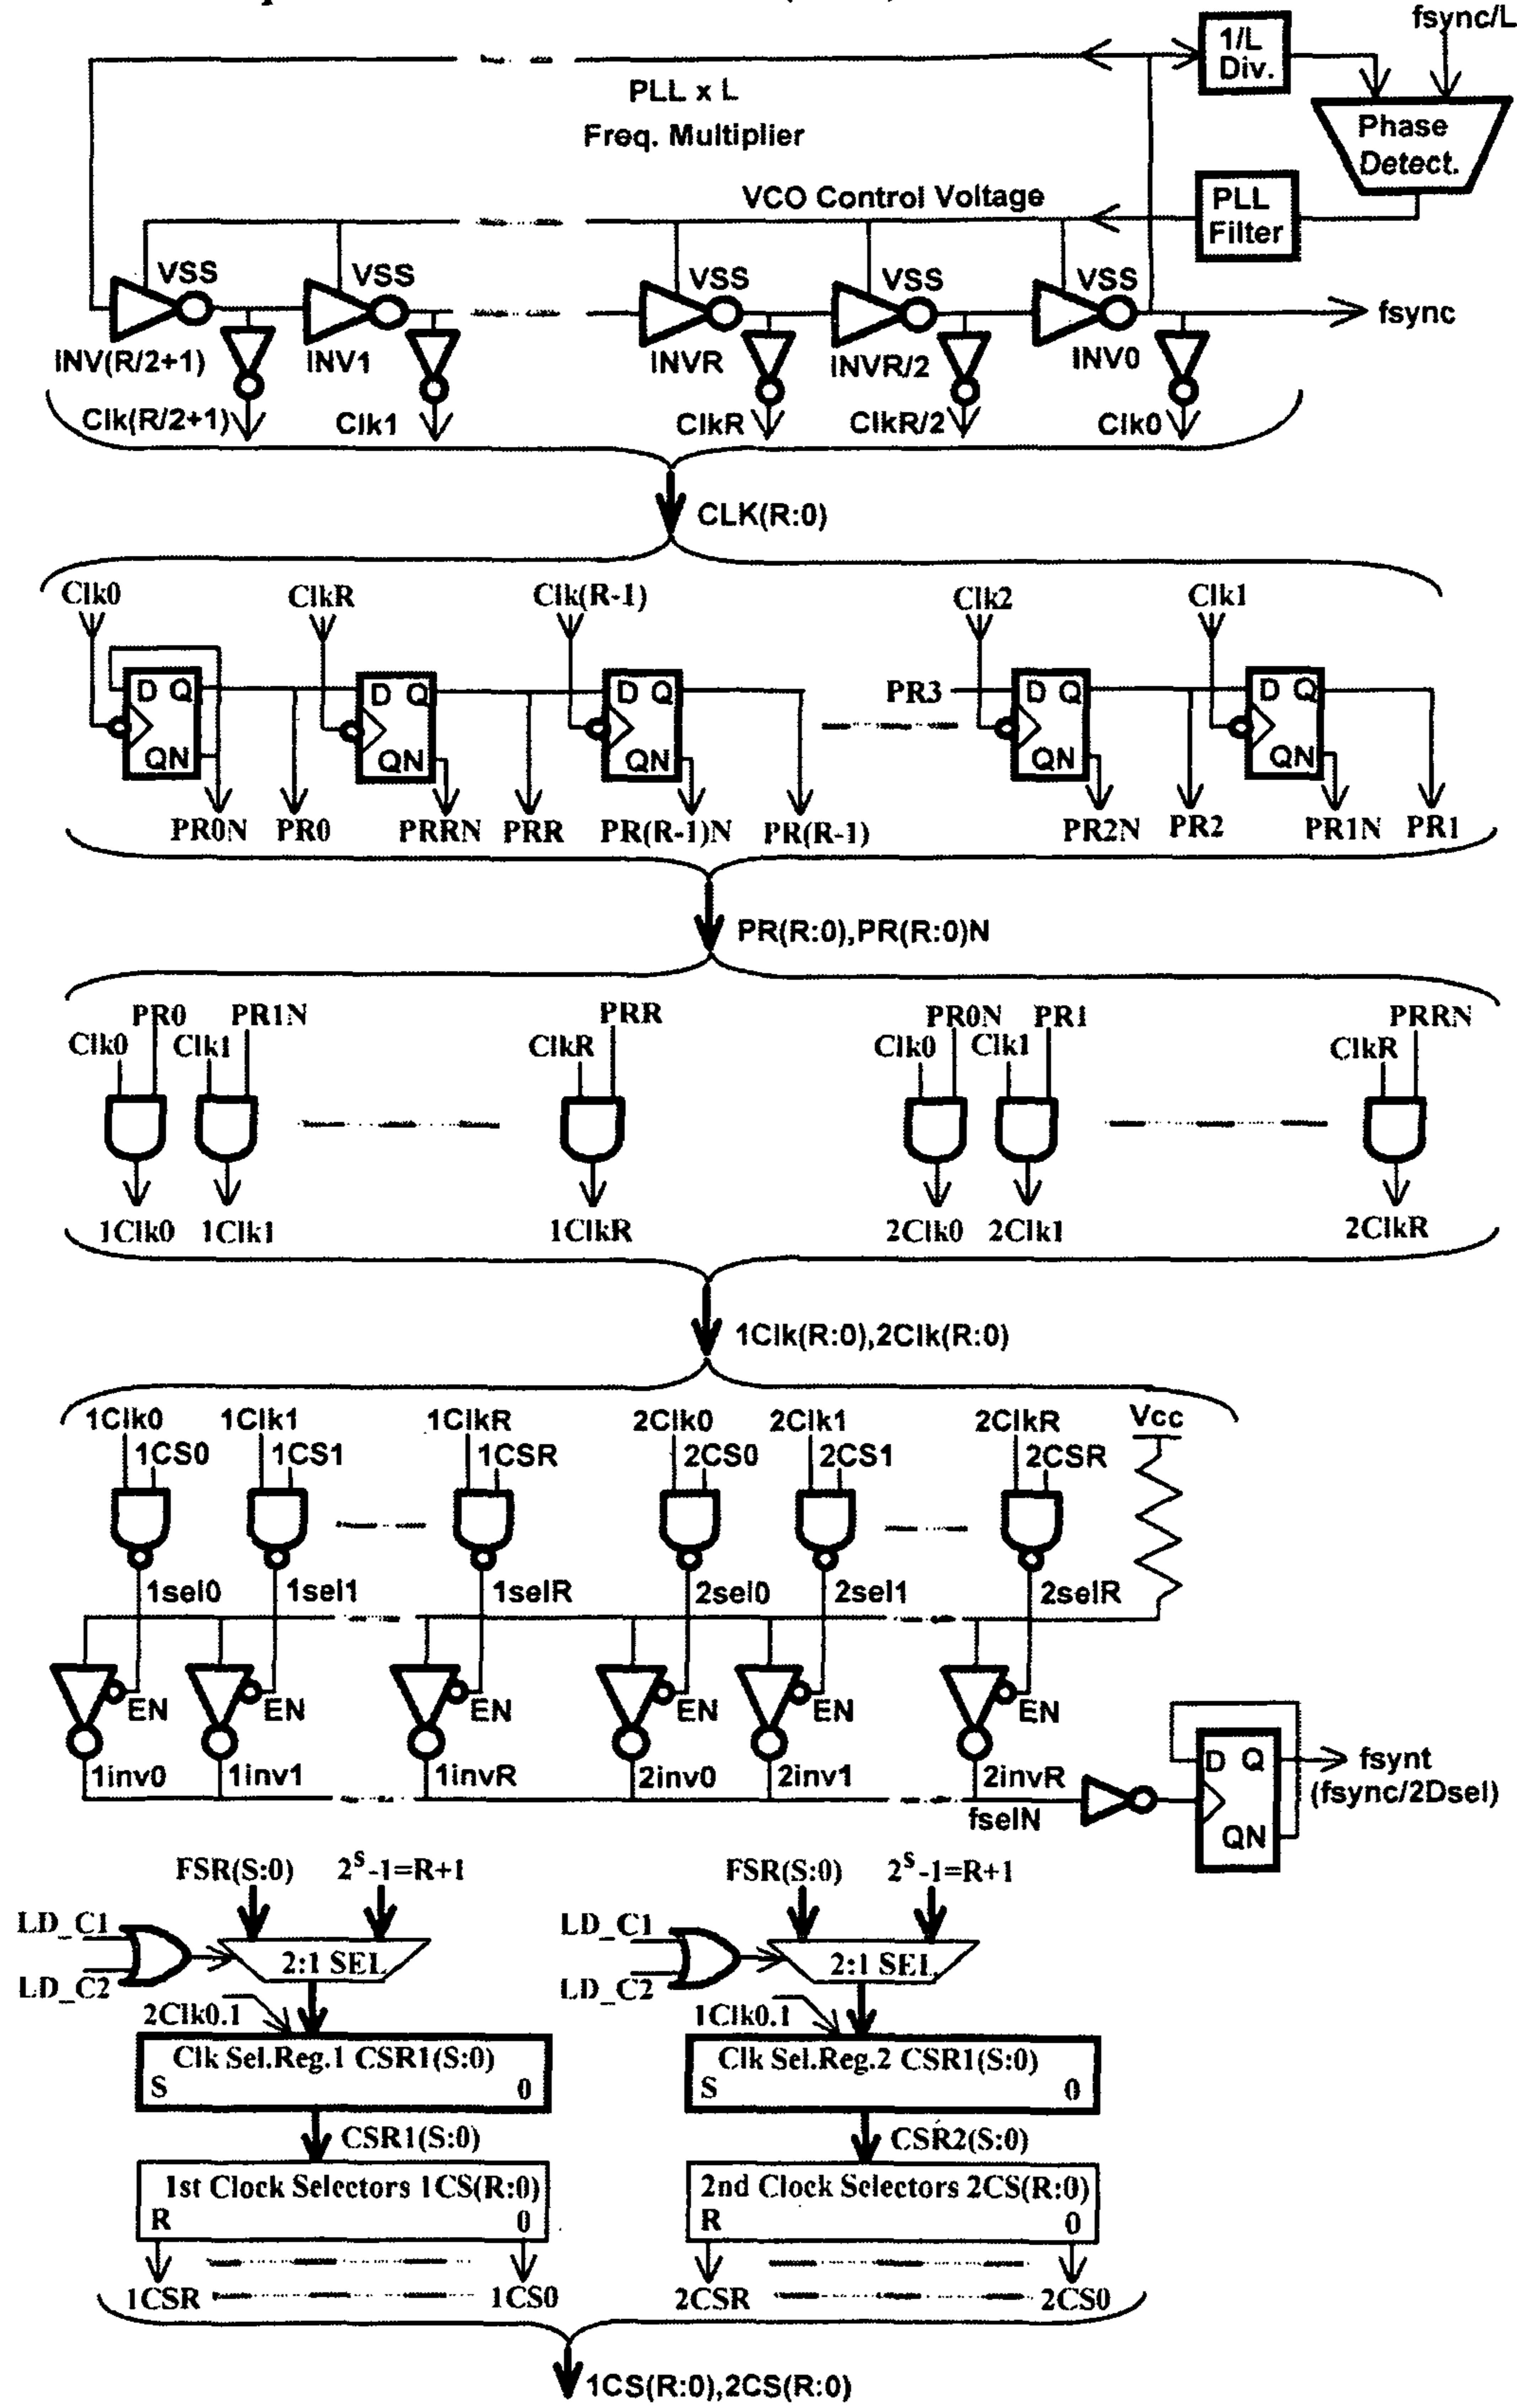 fsync/L
1/L
Div.
PLL x L
Freq. Multiplier
Phase
Detect.
VCO Control Voltage
PLL
Filter
VSS VSS VSS VSS VSS
fsync
INV(R/2+1) INV1 INVR INVR/2 INV0
Clk(R/2+1) Clk1 ClkR ClkR/2 Clk0
CLK(R:0)
Clk0 ClkR Clk(R-1) Clk2 Clk1
D Q D Q D Q PR3 D Q D Q
QN QN QN QN QN
PR0N PR0 PRRN PRR PR(R-1)N PR(R-1) PR2N PR2 PR1N PR1
PR(R:0),PR(R:0)N
PR0 PR1N PRR PR0N PR1 PRRN
Clk0 Clk1 ClkR Clk0 Clk1 ClkR
1Clk0 1Clk1 1ClkR 2Clk0 2Clk1 2ClkR
1Clk(R:0),2Clk(R:0)
1Clk0 1Clk1 1ClkR 2Clk0 2Clk1 2ClkR Vcc
1CS0 1CS1 1CSR 2CS0 2CS1 2CSR
1sel0 1sel1 1selR 2sel0 2sel1 2selR
EN EN EN EN EN EN
1inv0 1inv1 1invR 2inv0 2inv1 2invR
D Q
fsynt
(fsync/2Dsel)
fselN
QN
FSR(S:0) 2^S-1=R+1 FSR(S:0) 2^S-1=R+1
LD_C1 LD_C1
2:1 SEL 2:1 SEL
LD_C2 LD_C2
2Clk0.1 1Clk0.1
Clk Sel.Reg.1 CSR1(S:0) Clk Sel.Reg.2 CSR1(S:0)
S 0 S 0
CSR1(S:0) CSR2(S:0)
1st Clock Selectors 1CS(R:0) 2nd Clock Selectors 2CS(R:0)
R 0 R 0
1CSR 1CS0 2CSR 2CS0
1CS(R:0),2CS(R:0)